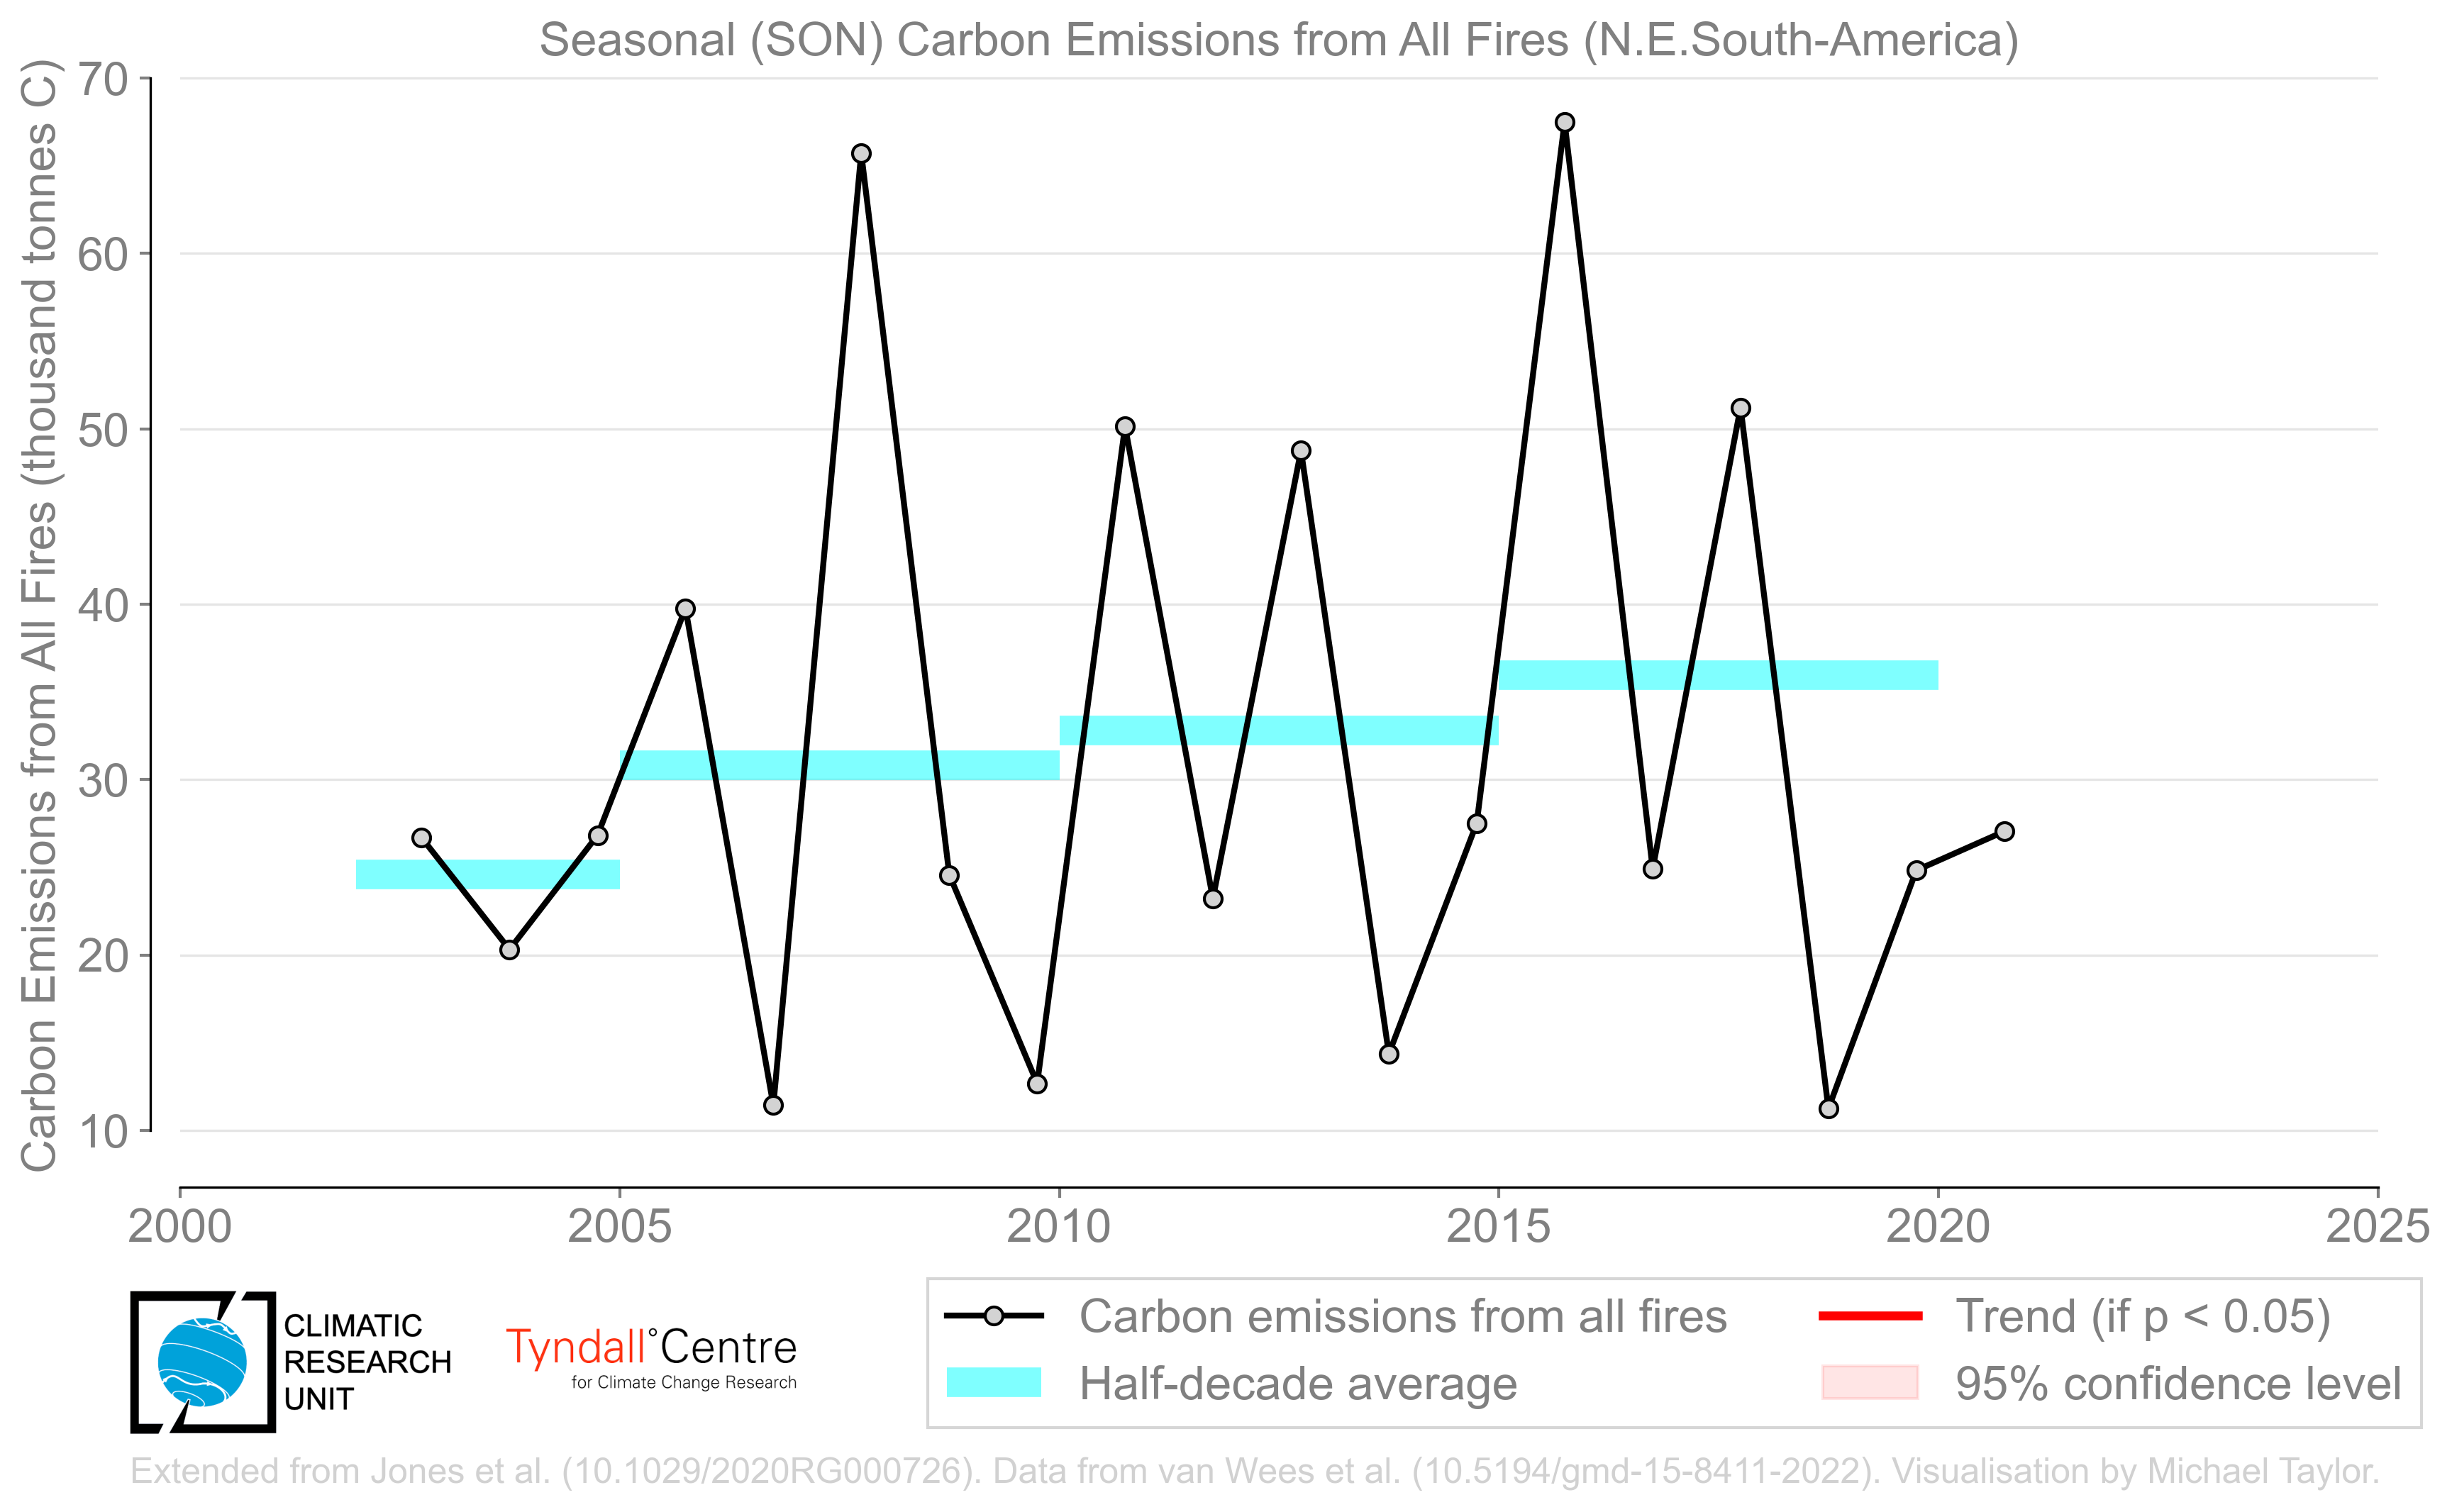 Seasonal (SON) Carbon Emissions from All Fires (N.E.South-America)
Carbon Emissions from All Fires (thousand tonnes C)
70
60
50
40
30
20
10
2000 2005 2010 2015 2020 2025
CLIMATIC
RESEARCH
UNIT
Tyndall°Centre
for Climate Change Research
Carbon emissions from all fires
Half-decade average
Trend (if p < 0.05)
95% confidence level
Extended from Jones et al. (10.1029/2020RG000726). Data from van Wees et al. (10.5194/gmd-15-8411-2022). Visualisation by Michael Taylor.